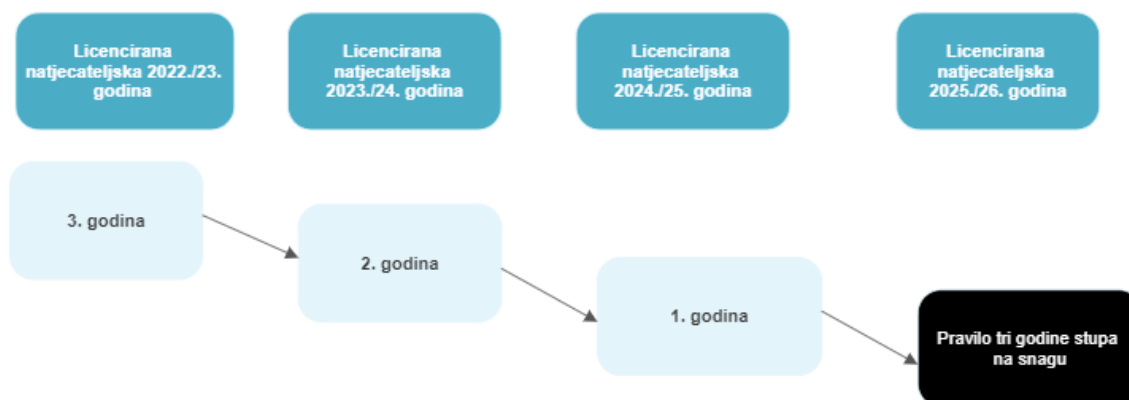 Licencirana
natjecateljska 2022./23.
godina
Licencirana
natjecateljska
2023./24. godina
Licencirana
natjecateljska
2024./25. godina
Licencirana
natjecateljska
2025./26. godina
3. godina
2. godina
1. godina
Pravilo tri godine stupa
na snagu